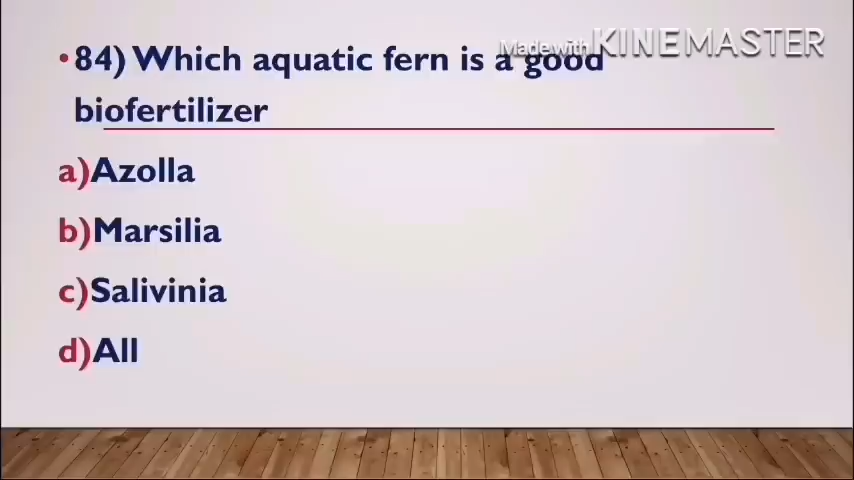 Made with KINEMASTER
•84) Which aquatic fern is a good
biofertilizer
a)Azolla
b)Marsilia
c)Salivinia
d)All